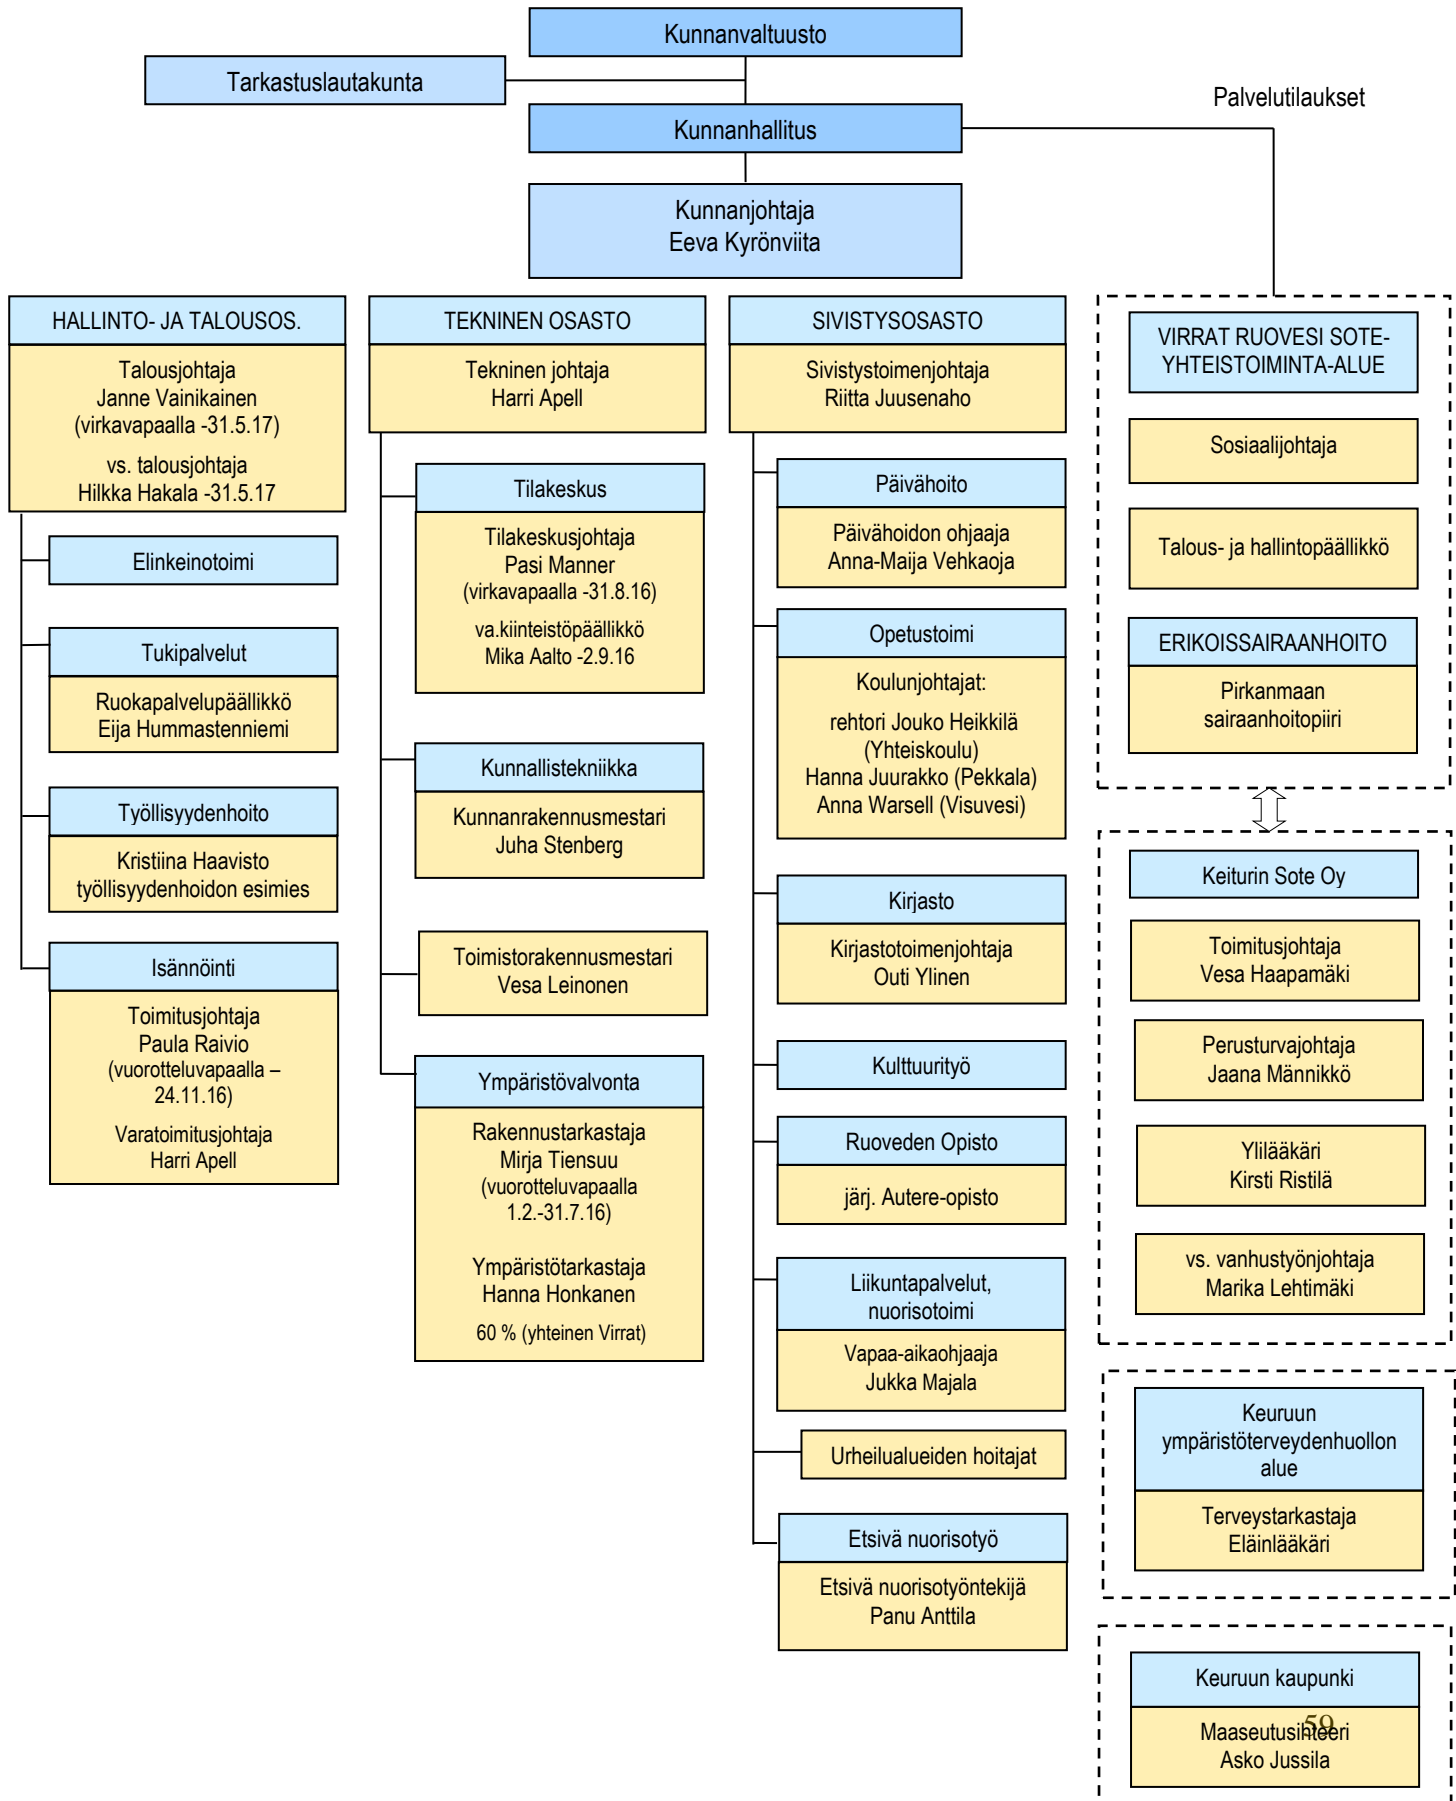 Kunnanvaltuusto
Tarkastuslautakunta
Palvelutilaukset
Kunnanhallitus
Kunnanjohtaja
Eeva Kyrönviita
HALLINTO- JA TALOUSOS.
Talousjohtaja
Janne Vainikainen
(virkavapaalla -31.5.17)
vs. talousjohtaja
Hilkka Hakala -31.5.17
Elinkeinotoimi
Tukipalvelut
Ruokapalvelupäällikkö
Eija Hummastenniemi
Työllisyydenhoito
Kristiina Haavisto
työllisyydenhoidon esimies
Isännöinti
Toimitusjohtaja
Paula Raivio
(vuorotteluvapaalla –
24.11.16)
Varatoimitusjohtaja
Harri Apell
TEKNINEN OSASTO
Tekninen johtaja
Harri Apell
Tilakeskus
Tilakeskusjohtaja
Pasi Manner
(virkavapaalla -31.8.16)
va.kiinteistöpäällikkö
Mika Aalto -2.9.16
Kunnallistekniikka
Kunnanrakennusmestari
Juha Stenberg
Toimistorakennusmestari
Vesa Leinonen
Ympäristövalvonta
Rakennustarkastaja
Mirja Tiensuu
(vuorotteluvapaalla
1.2.-31.7.16)
Ympäristötarkastaja
Hanna Honkanen
60 % (yhteinen Virrat)
SIVISTYSOSASTO
Sivistystoimenjohtaja
Riitta Juusenaho
Päivähoito
Päivähoidon ohjaaja
Anna-Maija Vehkaoja
Opetustoimi
Koulunjohtajat:
rehtori Jouko Heikkilä
(Yhteiskoulu)
Hanna Juurakko (Pekkala)
Anna Warsell (Visuvesi)
Kirjasto
Kirjastotoimenjohtaja
Outi Ylinen
Kulttuurityö
Ruoveden Opisto
järj. Autere-opisto
Liikuntapalvelut,
nuorisotoimi
Vapaa-aikaohjaaja
Jukka Majala
Urheilualueiden hoitajat
Etsivä nuorisotyö
Etsivä nuorisotyöntekijä
Panu Anttila
VIRRAT RUOVESI SOTE-
YHTEISTOIMINTA-ALUE
Sosiaalijohtaja
Talous- ja hallintopäällikkö
ERIKOISSAIRAANHOITO
Pirkanmaan
sairaanhoitopiiri
Keiturin Sote Oy
Toimitusjohtaja
Vesa Haapamäki
Perusturvajohtaja
Jaana Männikkö
Ylilääkäri
Kirsti Ristilä
vs. vanhustyönjohtaja
Marika Lehtimäki
Keuruun
ympäristöterveydenhuollon
alue
Terveystarkastaja
Eläinlääkäri
Keuruun kaupunki
Maaseutusihteeri
Asko Jussila
59